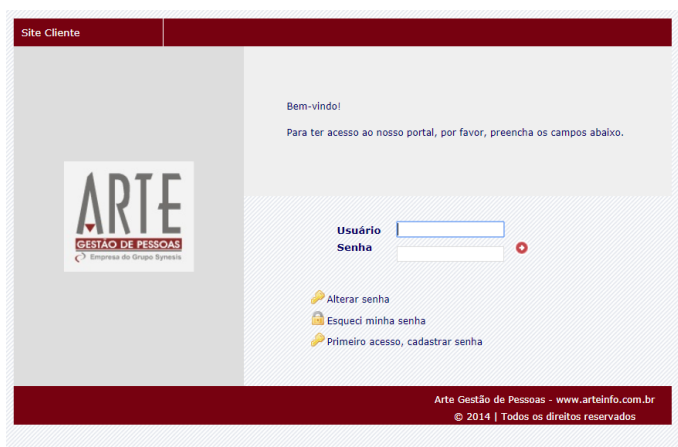 Site Cliente
Bem-vindo!
Para ter acesso ao nosso portal, por favor, preencha os campos abaixo.
ARTE
GESTÃO DE PESSOAS
Empresa do Grupo Synesis
Usuário
Senha
Alterar senha
Esqueci minha senha
Primeiro acesso, cadastrar senha
Arte Gestão de Pessoas - www.arteinfo.com.br
© 2014 | Todos os direitos reservados